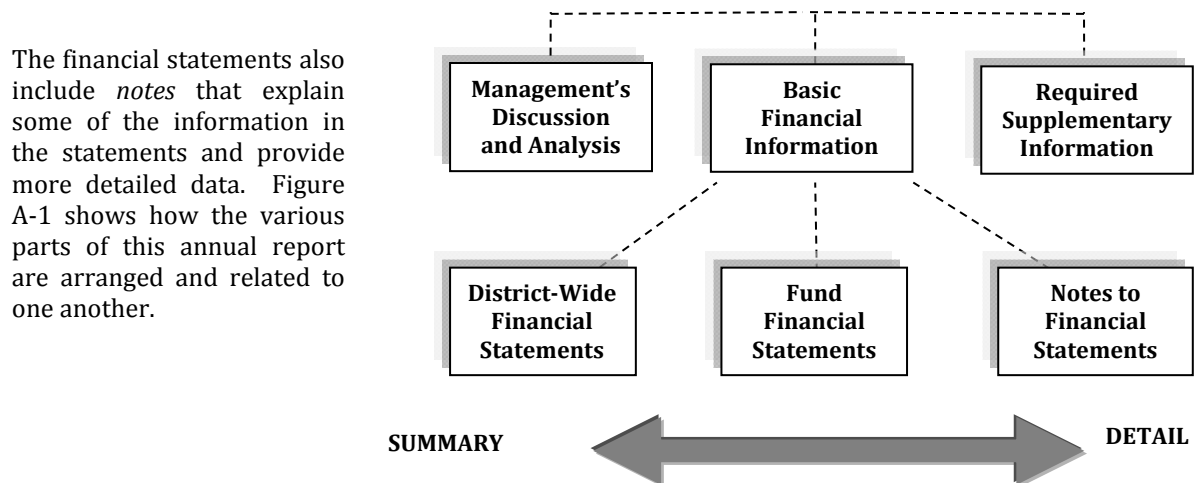 The financial statements also
include notes that explain
some of the information in
the statements and provide
more detailed data. Figure
A-1 shows how the various
parts of this annual report
are arranged and related to
one another.
Management’s
Discussion
and Analysis
Basic
Financial
Information
Required
Supplementary
Information
District-Wide
Financial
Statements
Fund
Financial
Statements
Notes to
Financial
Statements
SUMMARY
DETAIL